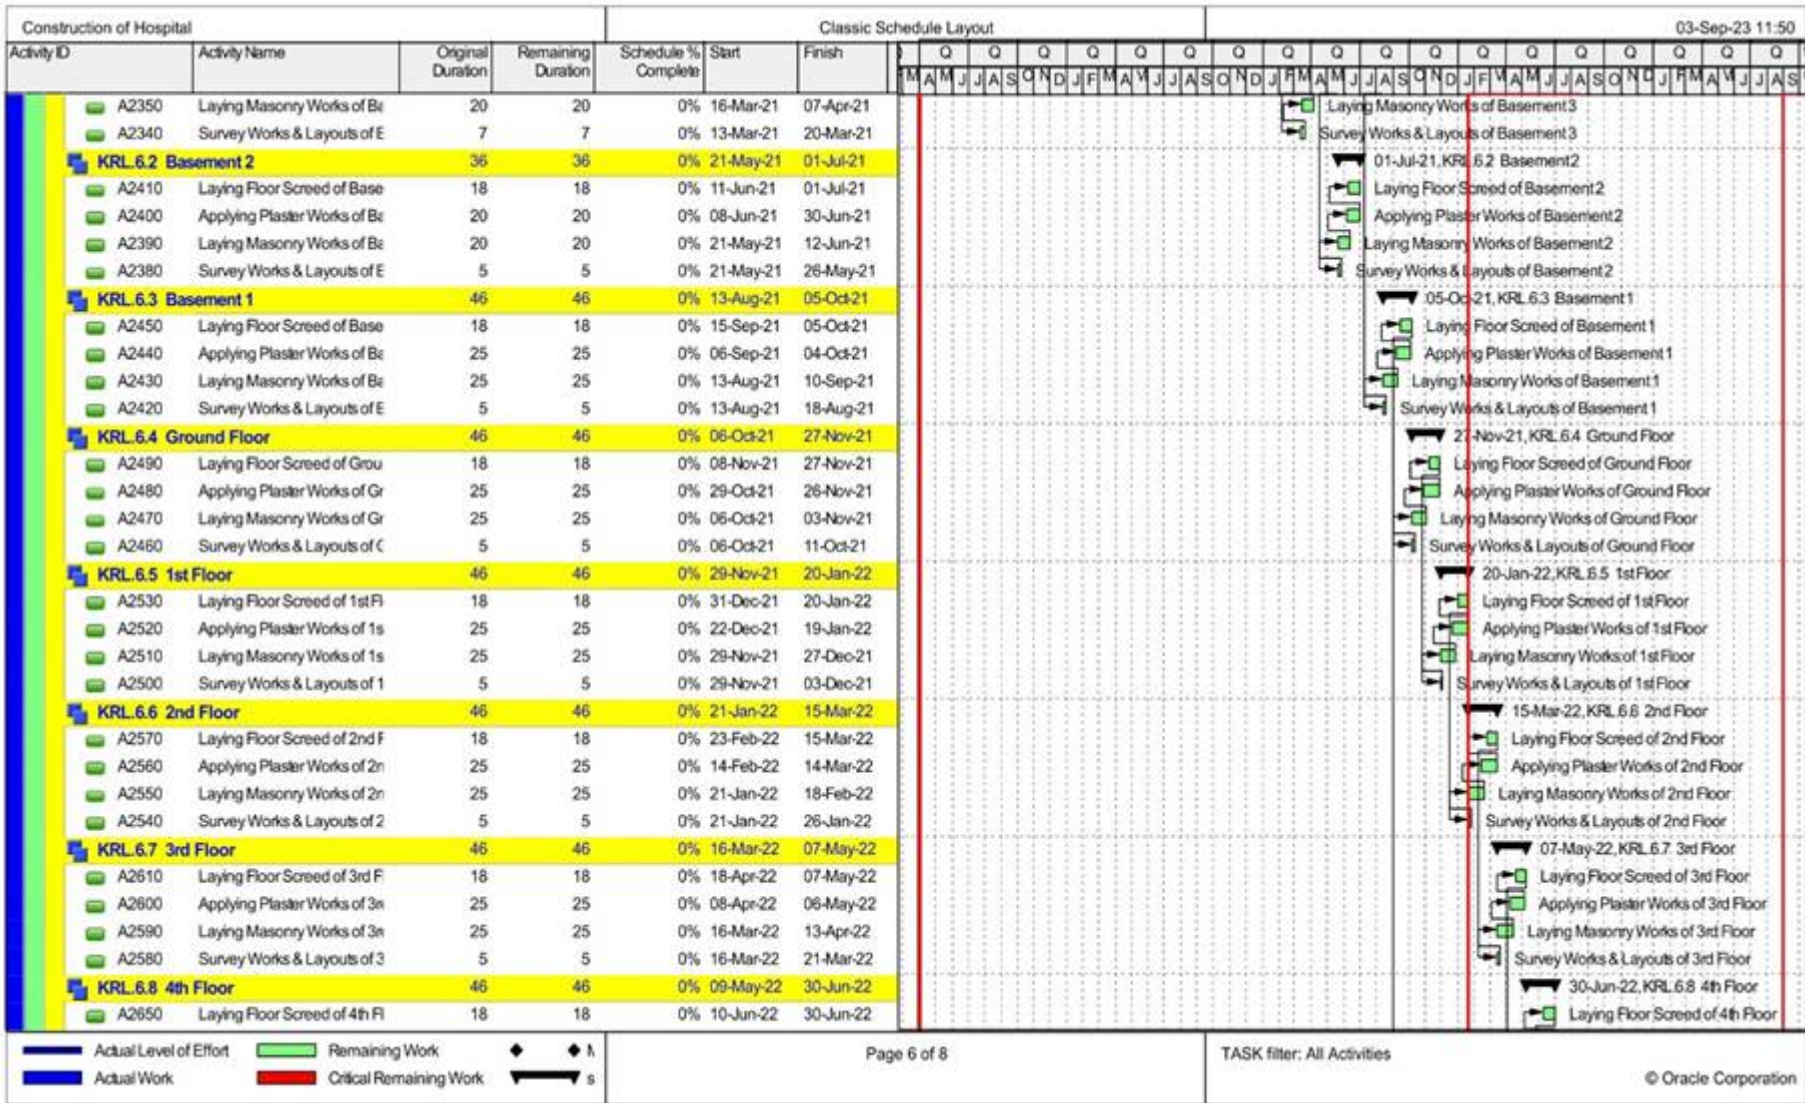 Construction of Hospital Classic Schedule Layout 03-Sep-23 11:50
Activity ID Activity Name Original Duration Remaining Duration Schedule % Complete Start Finish
Q Q Q Q Q Q Q Q Q Q Q Q Q Q
A2350 Laying Masonry Works of Ba 20 20 0% 16-Mar-21 07-Apr-21 Laying Masonry Works of Basement 3
A2340 Survey Works & Layouts of E 7 7 0% 13-Mar-21 20-Mar-21 Survey Works & Layouts of Basement 3
KRL.6.2 Basement 2 36 36 0% 21-May-21 01-Jul-21 01-Jul-21, KRL.6.2 Basement 2
A2410 Laying Floor Screed of Base 18 18 0% 11-Jun-21 01-Jul-21 Laying Floor Screed of Basement 2
A2400 Applying Plaster Works of Ba 20 20 0% 08-Jun-21 30-Jun-21 Applying Plaster Works of Basement 2
A2390 Laying Masonry Works of Ba 20 20 0% 21-May-21 12-Jun-21 Laying Masonry Works of Basement 2
A2380 Survey Works & Layouts of E 5 5 0% 21-May-21 26-May-21 Survey Works & Layouts of Basement 2
KRL.6.3 Basement 1 46 46 0% 13-Aug-21 05-Oct-21 05-Oct-21, KRL.6.3 Basement 1
A2450 Laying Floor Screed of Base 18 18 0% 15-Sep-21 05-Oct-21 Laying Floor Screed of Basement 1
A2440 Applying Plaster Works of Ba 25 25 0% 06-Sep-21 04-Oct-21 Applying Plaster Works of Basement 1
A2430 Laying Masonry Works of Ba 25 25 0% 13-Aug-21 10-Sep-21 Laying Masonry Works of Basement 1
A2420 Survey Works & Layouts of E 5 5 0% 13-Aug-21 18-Aug-21 Survey Works & Layouts of Basement 1
KRL.6.4 Ground Floor 46 46 0% 06-Oct-21 27-Nov-21 27-Nov-21, KRL.6.4 Ground Floor
A2490 Laying Floor Screed of Grou 18 18 0% 08-Nov-21 27-Nov-21 Laying Floor Screed of Ground Floor
A2480 Applying Plaster Works of Gr 25 25 0% 29-Oct-21 26-Nov-21 Applying Plaster Works of Ground Floor
A2470 Laying Masonry Works of Gr 25 25 0% 06-Oct-21 03-Nov-21 Laying Masonry Works of Ground Floor
A2460 Survey Works & Layouts of ( 5 5 0% 06-Oct-21 11-Oct-21 Survey Works & Layouts of Ground Floor
KRL.6.5 1st Floor 46 46 0% 29-Nov-21 20-Jan-22 20-Jan-22, KRL.6.5 1st Floor
A2530 Laying Floor Screed of 1st Fl 18 18 0% 31-Dec-21 20-Jan-22 Laying Floor Screed of 1st Floor
A2520 Applying Plaster Works of 1s 25 25 0% 22-Dec-21 19-Jan-22 Applying Plaster Works of 1st Floor
A2510 Laying Masonry Works of 1s 25 25 0% 29-Nov-21 27-Dec-21 Laying Masonry Works of 1st Floor
A2500 Survey Works & Layouts of 1 5 5 0% 29-Nov-21 03-Dec-21 Survey Works & Layouts of 1st Floor
KRL.6.6 2nd Floor 46 46 0% 21-Jan-22 15-Mar-22 15-Mar-22, KRL.6.6 2nd Floor
A2570 Laying Floor Screed of 2nd F 18 18 0% 23-Feb-22 15-Mar-22 Laying Floor Screed of 2nd Floor
A2560 Applying Plaster Works of 2n 25 25 0% 14-Feb-22 14-Mar-22 Applying Plaster Works of 2nd Floor
A2550 Laying Masonry Works of 2n 25 25 0% 21-Jan-22 18-Feb-22 Laying Masonry Works of 2nd Floor
A2540 Survey Works & Layouts of 2 5 5 0% 21-Jan-22 26-Jan-22 Survey Works & Layouts of 2nd Floor
KRL.6.7 3rd Floor 46 46 0% 16-Mar-22 07-May-22 07-May-22, KRL.6.7 3rd Floor
A2610 Laying Floor Screed of 3rd F 18 18 0% 18-Apr-22 07-May-22 Laying Floor Screed of 3rd Floor
A2600 Applying Plaster Works of 3r 25 25 0% 08-Apr-22 06-May-22 Applying Plaster Works of 3rd Floor
A2590 Laying Masonry Works of 3r 25 25 0% 16-Mar-22 13-Apr-22 Laying Masonry Works of 3rd Floor
A2580 Survey Works & Layouts of 3 5 5 0% 16-Mar-22 21-Mar-22 Survey Works & Layouts of 3rd Floor
KRL.6.8 4th Floor 46 46 0% 09-May-22 30-Jun-22 30-Jun-22, KRL.6.8 4th Floor
A2650 Laying Floor Screed of 4th Fl 18 18 0% 10-Jun-22 30-Jun-22 Laying Floor Screed of 4th Floor
Actual Level of Effort Remaining Work Page 6 of 8 TASK filter: All Activities
Actual Work Critical Remaining Work s
© Oracle Corporation